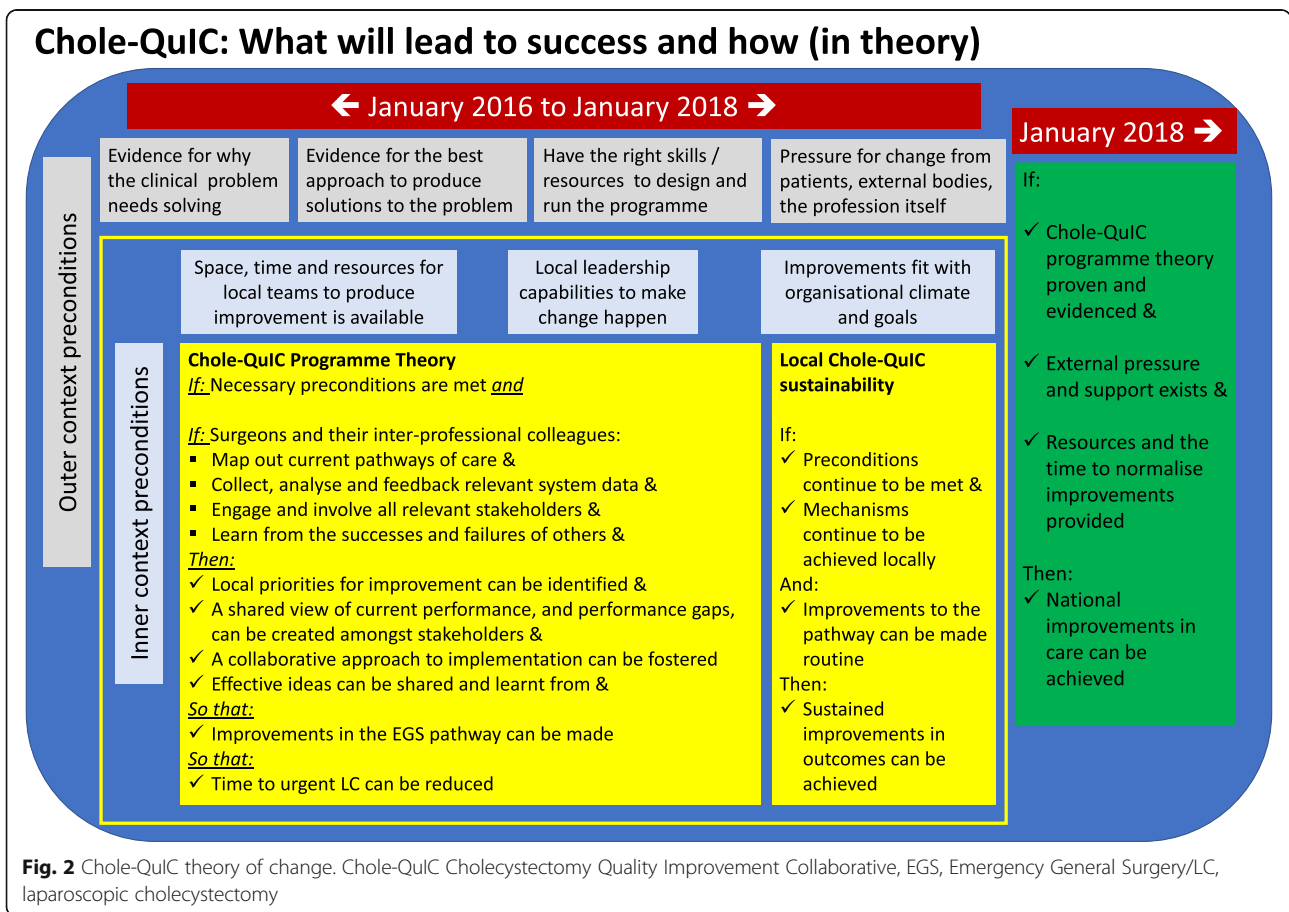 Chole-QuIC: What will lead to success and how (in theory)
← January 2016 to January 2018 →
January 2018 →
Outer context preconditions
Evidence for why
the clinical problem
needs solving
Evidence for the best
approach to produce
solutions to the problem
Have the right skills /
resources to design and
run the programme
Pressure for change from
patients, external bodies,
the profession itself
Inner context preconditions
Space, time and resources for
local teams to produce
improvement is available
Local leadership
capabilities to make
change happen
Improvements fit with
organisational climate
and goals
Chole-QuIC Programme Theory
If: Necessary preconditions are met and
If: Surgeons and their inter-professional colleagues:
▪ Map out current pathways of care &
▪ Collect, analyse and feedback relevant system data &
▪ Engage and involve all relevant stakeholders &
▪ Learn from the successes and failures of others &
Then:
✓ Local priorities for improvement can be identified &
✓ A shared view of current performance, and performance gaps,
can be created amongst stakeholders &
✓ A collaborative approach to implementation can be fostered
✓ Effective ideas can be shared and learnt from &
So that:
✓ Improvements in the EGS pathway can be made
So that:
✓ Time to urgent LC can be reduced
Local Chole-QuIC
sustainability
If:
✓ Preconditions
continue to be met &
✓ Mechanisms
continue to be
achieved locally
And:
✓ Improvements to the
pathway can be made
routine
Then:
✓ Sustained
improvements in
outcomes can be
achieved
If:
✓ Chole-QuIC
programme theory
proven and
evidenced &
✓ External pressure
and support exists &
✓ Resources and the
time to normalise
improvements
provided
Then:
✓ National
improvements in
care can be
achieved
Fig. 2 Chole-QuIC theory of change. Chole-QuIC Cholecystectomy Quality Improvement Collaborative, EGS, Emergency General Surgery/LC,
laparoscopic cholecystectomy